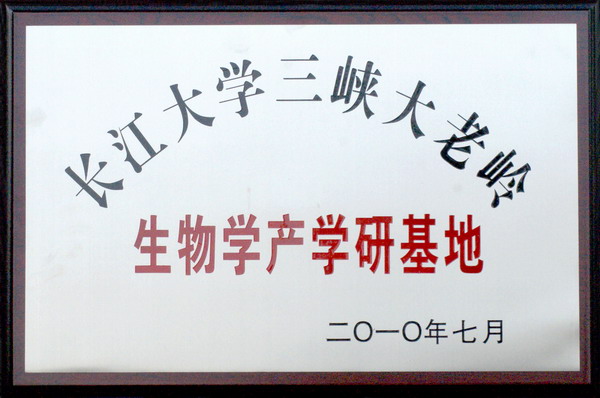 长江大学三峡大老岭
生物学产学研基地
二〇一〇年七月